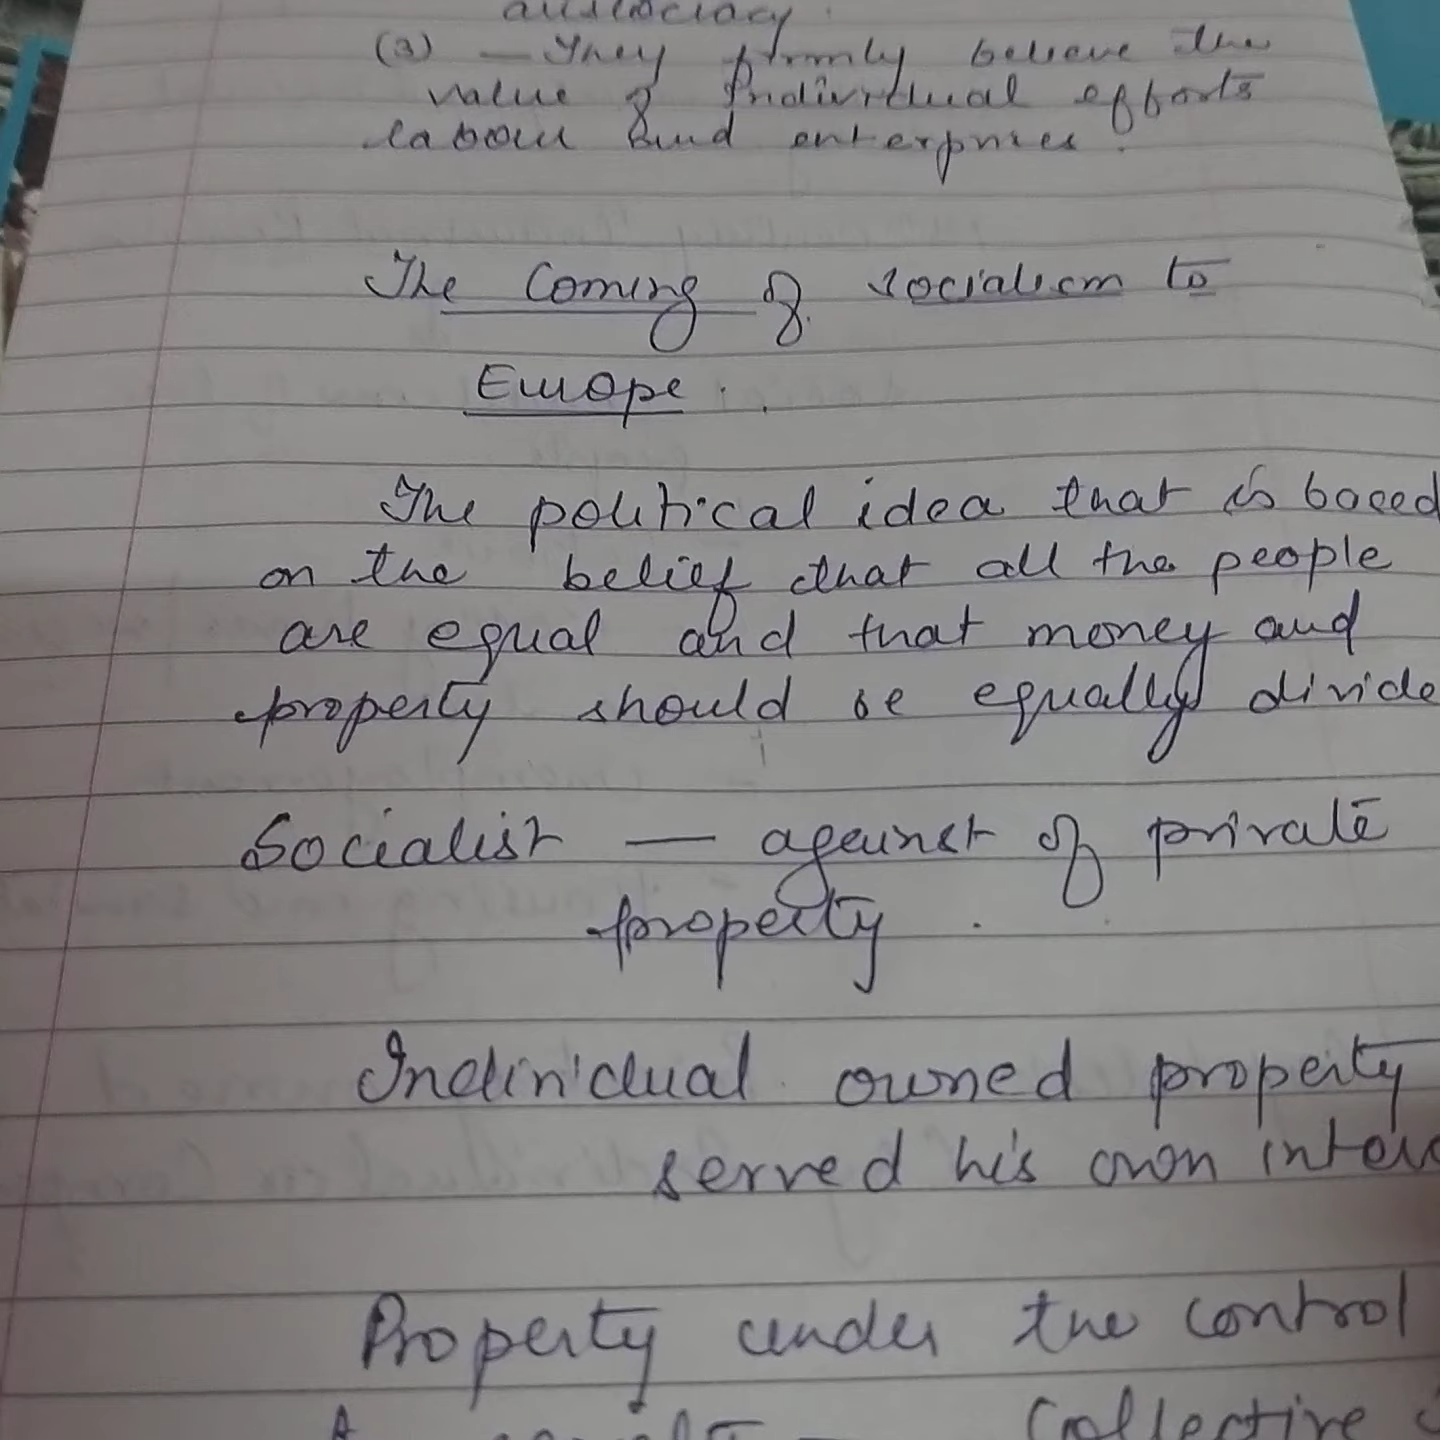 aristocracy.
(3) — They firmly believe the
value of individual efforts
labour and enterprises.
The Coming of socialism to
Europe.
The political idea that is based
on the belief that all the people
are equal and that money and
property should be equally divide
Socialist — against of private
property.
Individual owned property
served his own
Property under the control
Collective